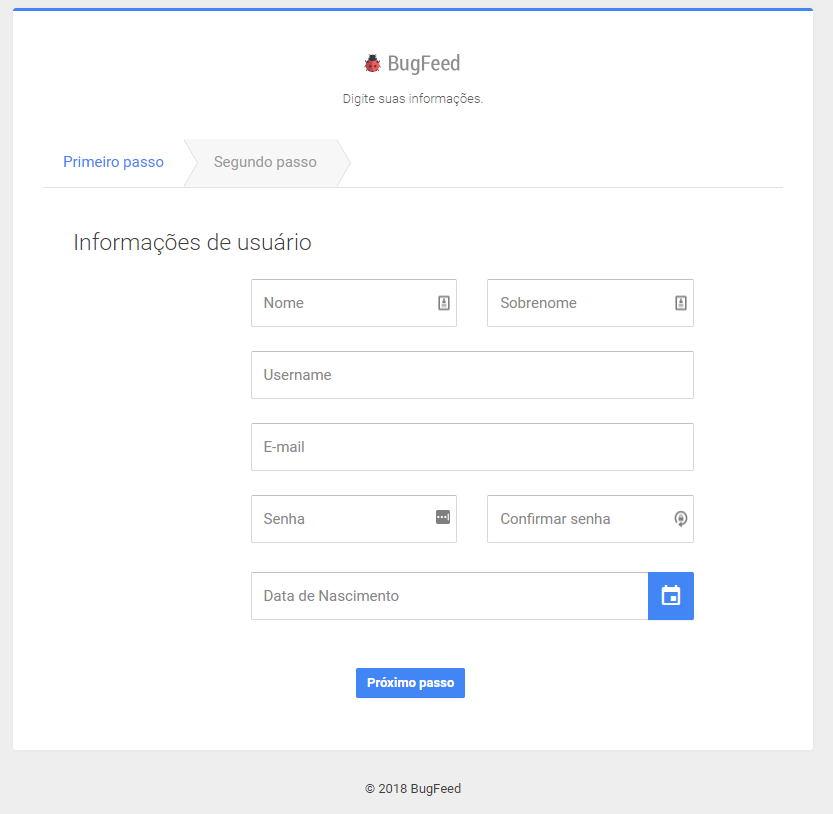 BugFeed
Digite suas informações.
Primeiro passo Segundo passo
Informações de usuário
Nome Sobrenome
Username
E-mail
Senha Confirmar senha
Data de Nascimento
Próximo passo
© 2018 BugFeed